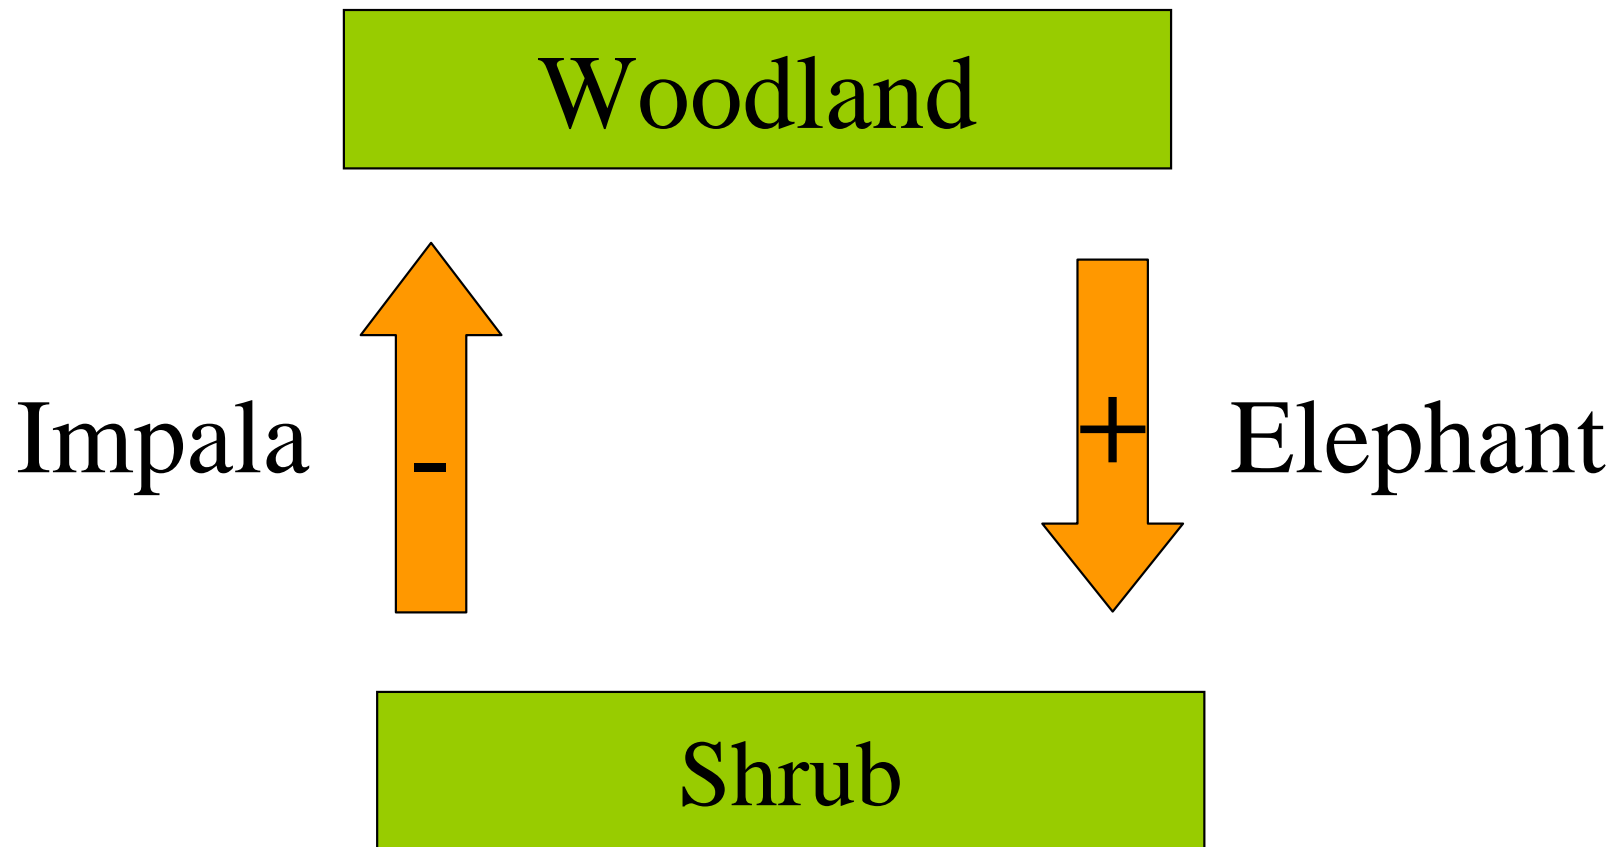 Woodland
Impala
-
+
Elephant
Shrub